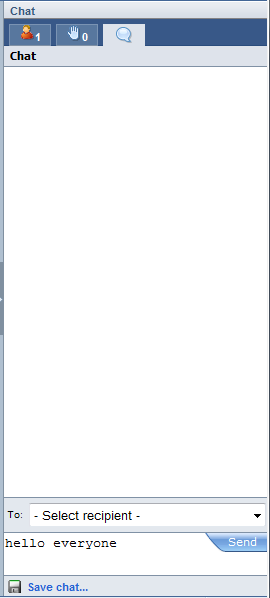 Chat
1 0
Chat
To: - Select recipient -
hello everyone Send
Save chat...